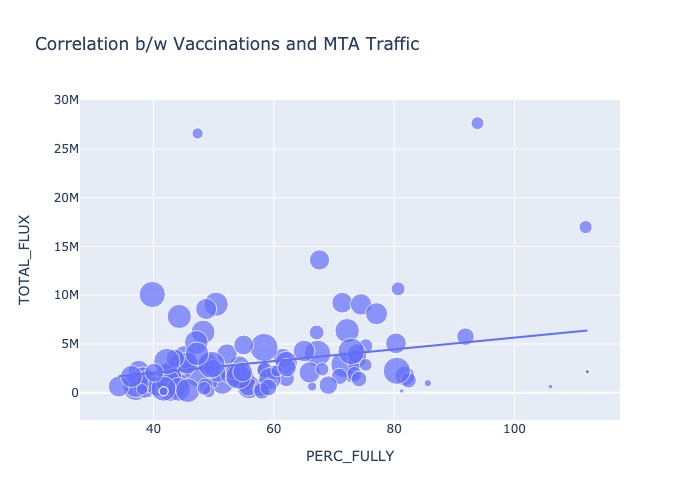 Correlation b/w Vaccinations and MTA Traffic
30M
25M
20M
15M
10M
5M
0
TOTAL_FLUX
40
60
80
100
PERC_FULLY